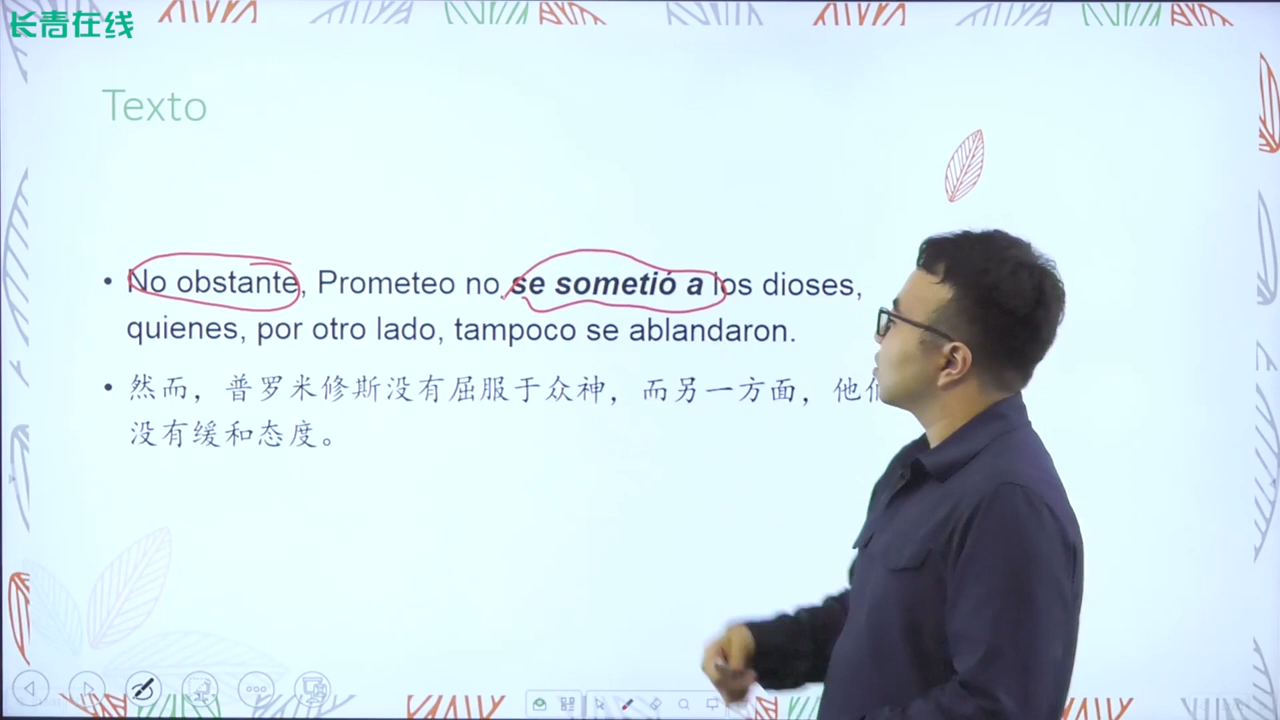 长青在线
Texto
• No obstante, Prometeo no se sometió a los dioses,
quienes, por otro lado, tampoco se ablandaron.
• 然而，普罗米修斯没有屈服于众神，而另一方面，他们
没有缓和态度。